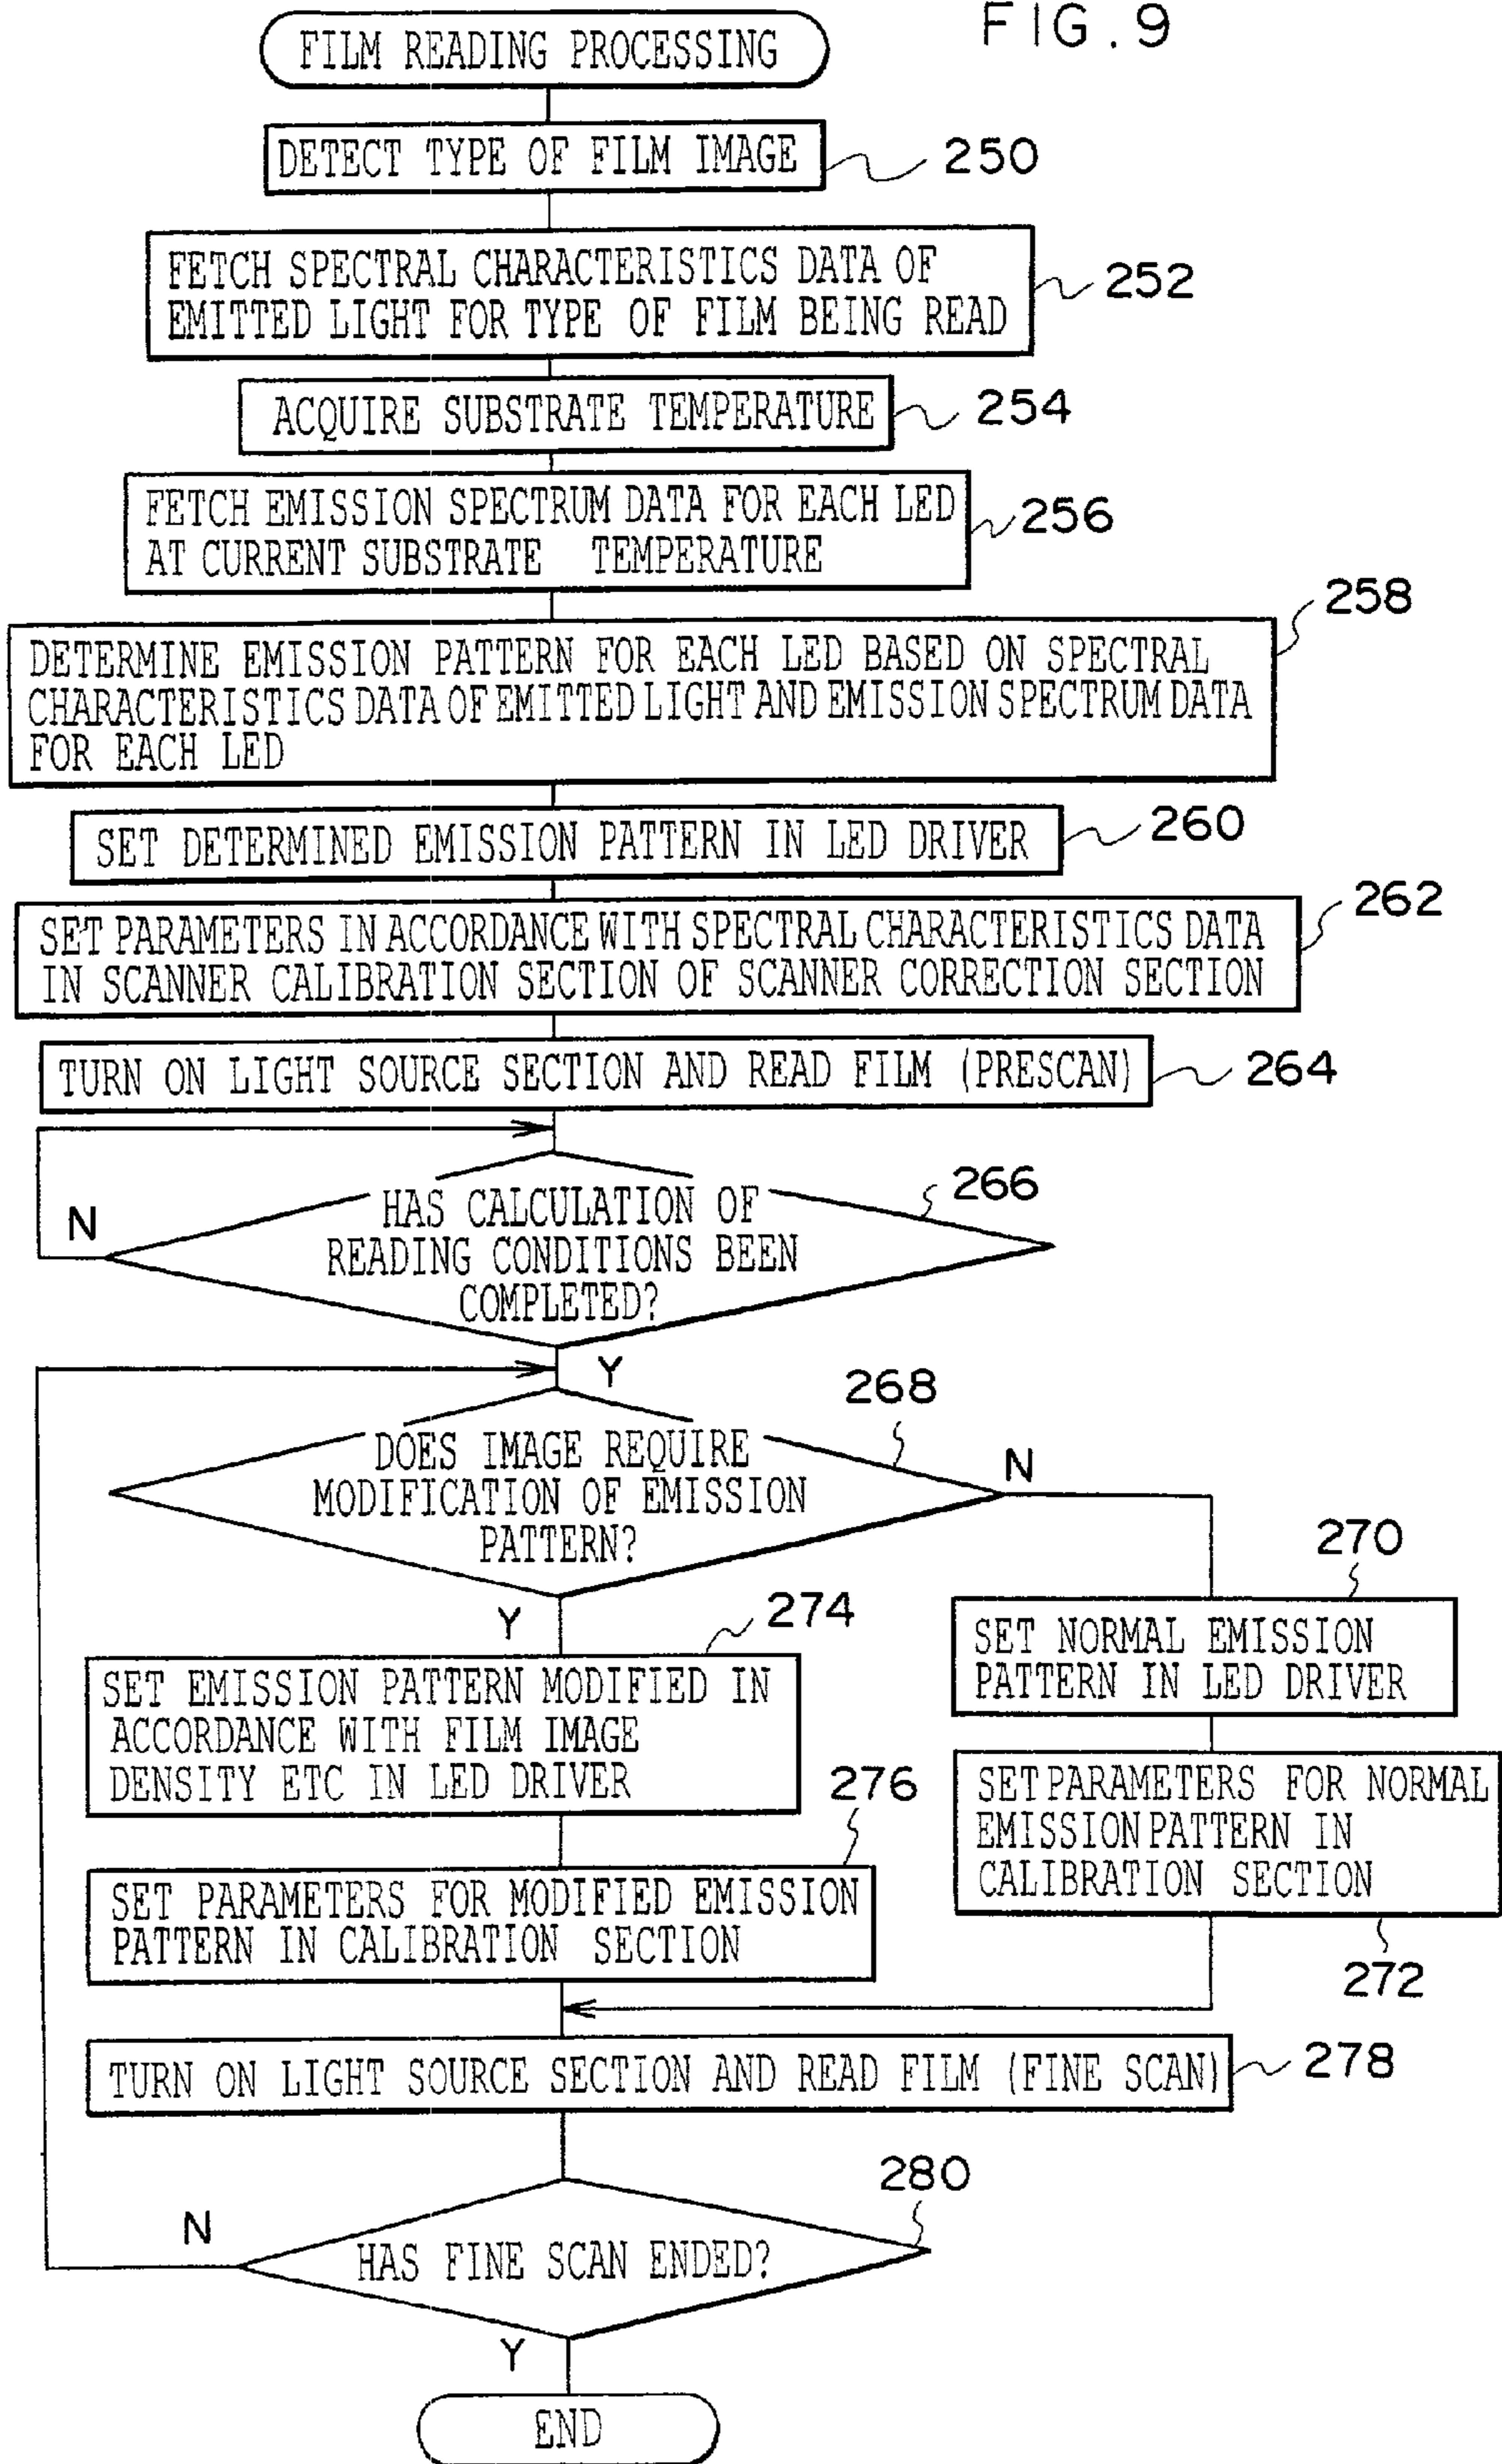 FIG. 9
FILM READING PROCESSING
DETECT TYPE OF FILM IMAGE
250
FETCH SPECTRAL CHARACTERISTICS DATA OF
EMITTED LIGHT FOR TYPE OF FILM BEING READ
252
ACQUIRE SUBSTRATE TEMPERATURE
254
FETCH EMISSION SPECTRUM DATA FOR EACH LED
AT CURRENT SUBSTRATE TEMPERATURE
256
258
DETERMINE EMISSION PATTERN FOR EACH LED BASED ON SPECTRAL
CHARACTERISTICS DATA OF EMITTED LIGHT AND EMISSION SPECTRUM DATA
FOR EACH LED
SET DETERMINED EMISSION PATTERN IN LED DRIVER
260
262
SET PARAMETERS IN ACCORDANCE WITH SPECTRAL CHARACTERISTICS DATA
IN SCANNER CALIBRATION SECTION OF SCANNER CORRECTION SECTION
TURN ON LIGHT SOURCE SECTION AND READ FILM (PRESCAN)
264
266
N
HAS CALCULATION OF
READING CONDITIONS BEEN
COMPLETED?
Y
268
DOES IMAGE REQUIRE
MODIFICATION OF EMISSION
PATTERN?
N
Y
270
SET NORMAL EMISSION
PATTERN IN LED DRIVER
274
SET EMISSION PATTERN MODIFIED IN
ACCORDANCE WITH FILM IMAGE
DENSITY ETC IN LED DRIVER
SET PARAMETERS FOR NORMAL
EMISSION PATTERN IN
CALIBRATION SECTION
272
276
SET PARAMETERS FOR MODIFIED EMISSION
PATTERN IN CALIBRATION SECTION
TURN ON LIGHT SOURCE SECTION AND READ FILM (FINE SCAN)
278
280
N
HAS FINE SCAN ENDED?
Y
END